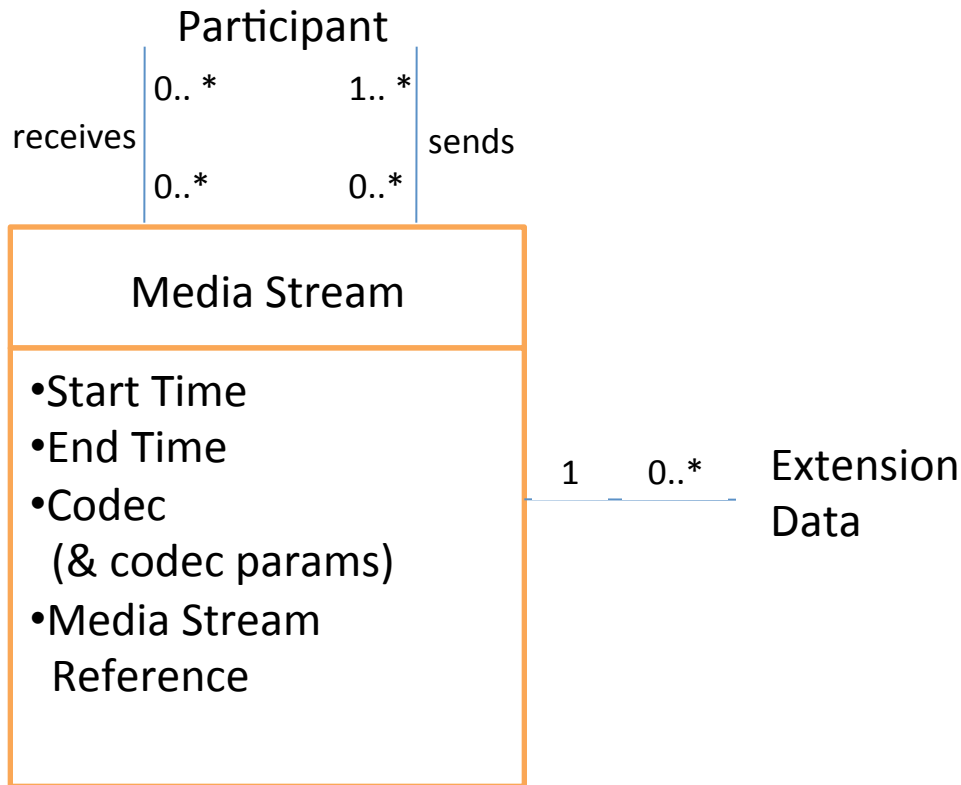 Participant
0.. * 1.. *
receives sends
0..* 0..*
Media Stream
•Start Time
•End Time
•Codec
(& codec params)
•Media Stream
Reference
1 0..* Extension
Data